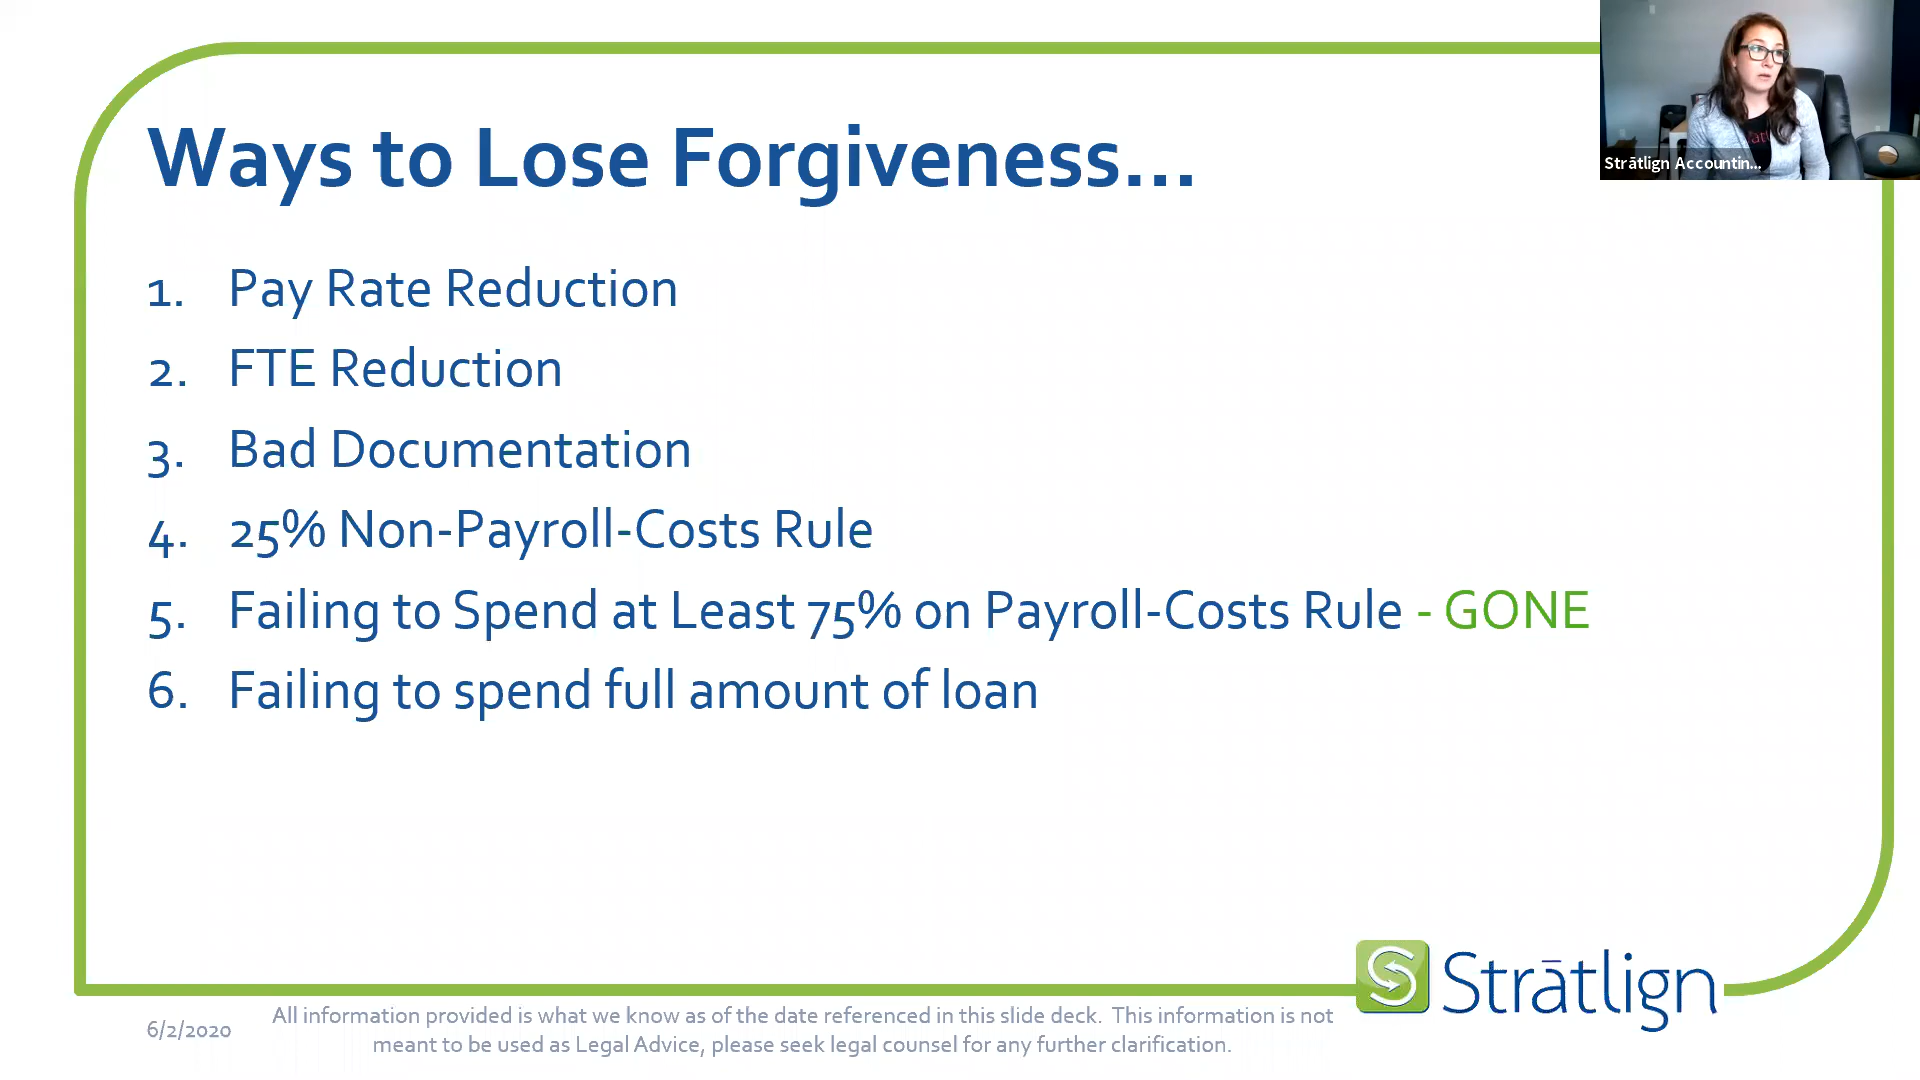 Ways to Lose Forgiveness...
1. Pay Rate Reduction
2. FTE Reduction
3. Bad Documentation
4. 25% Non-Payroll-Costs Rule
5. Failing to Spend at Least 75% on Payroll-Costs Rule - GONE
6. Failing to spend full amount of loan
Strātlign Accountin...
Strātlign
6/2/2020
All information provided is what we know as of the date referenced in this slide deck. This information is not
meant to be used as Legal Advice, please seek legal counsel for any further clarification.